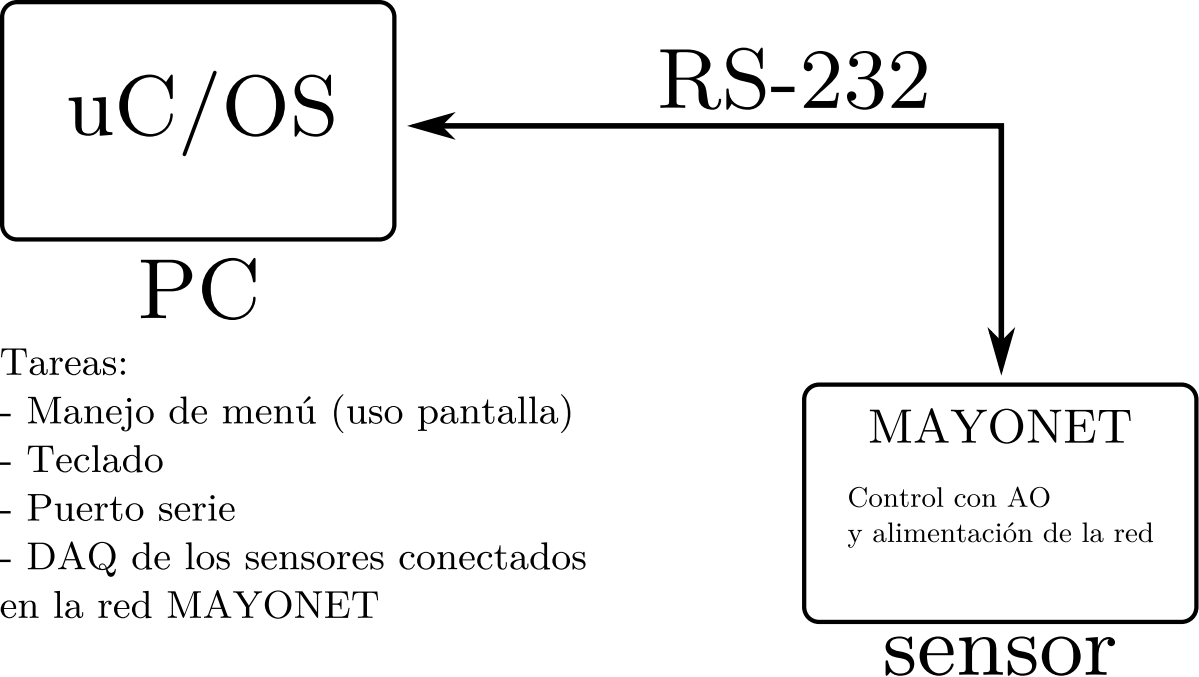 uC/OS
RS-232
PC
Tareas:
- Manejo de menú (uso pantalla)
- Teclado
- Puerto serie
- DAQ de los sensores conectados
en la red MAYONET
MAYONET
Control con AO
y alimentación de la red
sensor